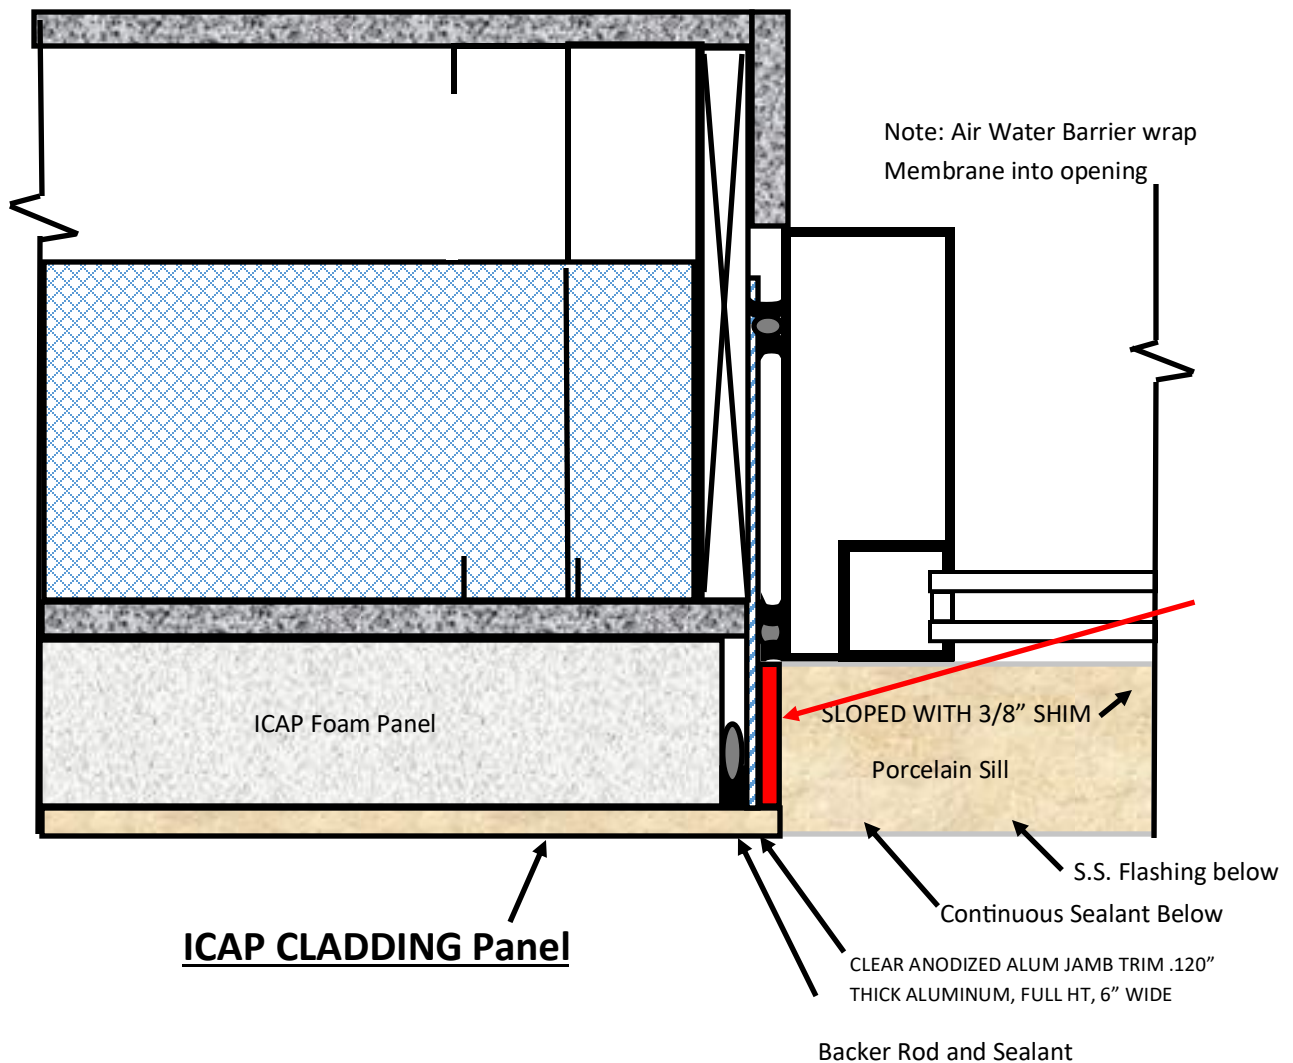 Note: Air Water Barrier wrap
Membrane into opening
SLOPED WITH 3/8” SHIM
ICAP Foam Panel
Porcelain Sill
S.S. Flashing below
Continuous Sealant Below
ICAP CLADDING Panel
CLEAR ANODIZED ALUM JAMB TRIM .120”
THICK ALUMINUM, FULL HT, 6” WIDE
Backer Rod and Sealant